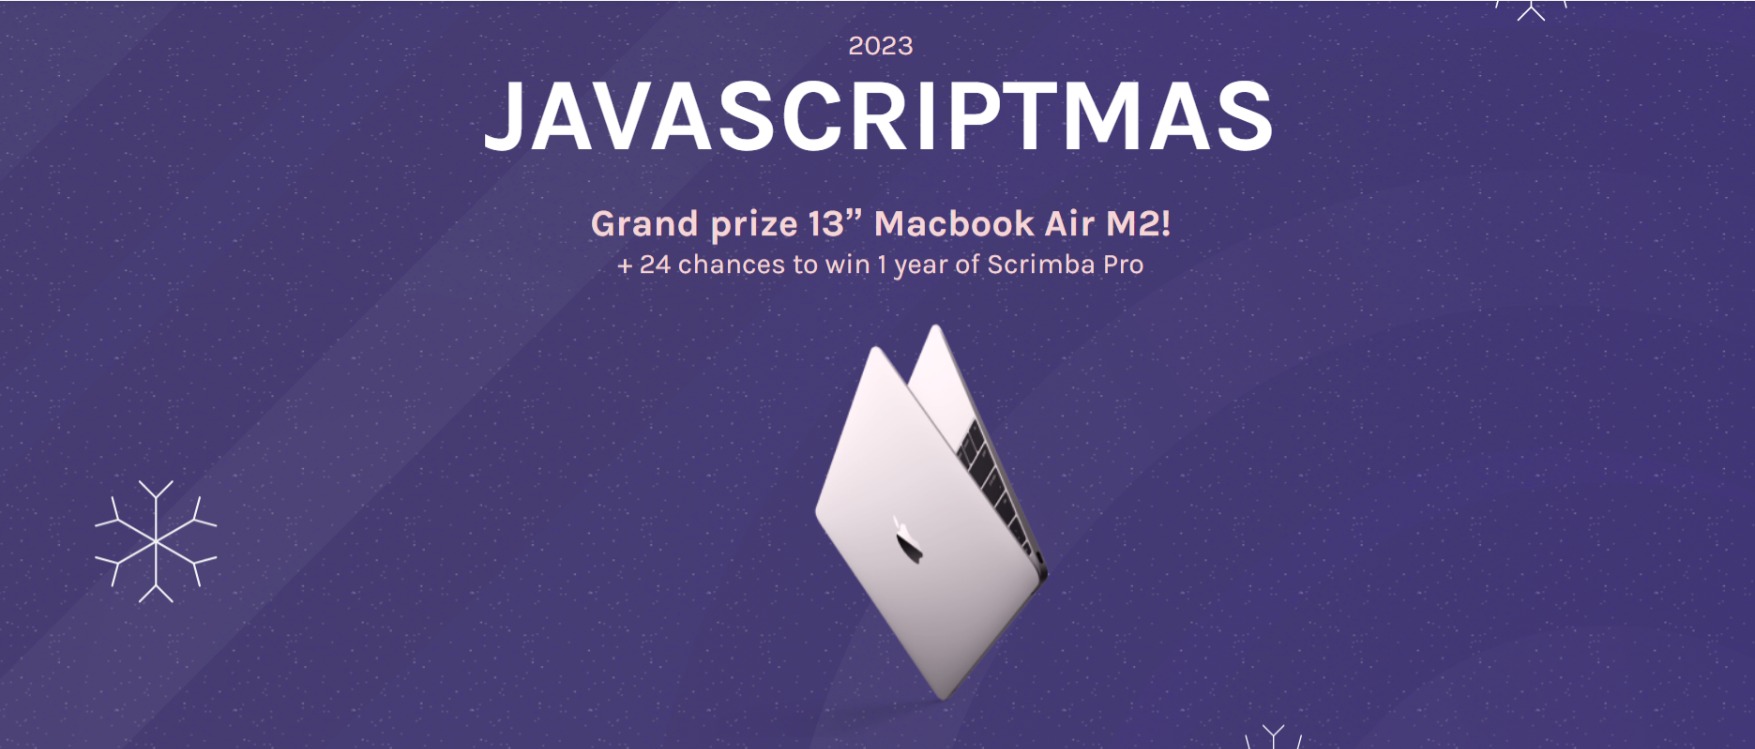 2023
JAVASCRIPTMAS
Grand prize 13” Macbook Air M2!
+ 24 chances to win 1 year of Scrimba Pro